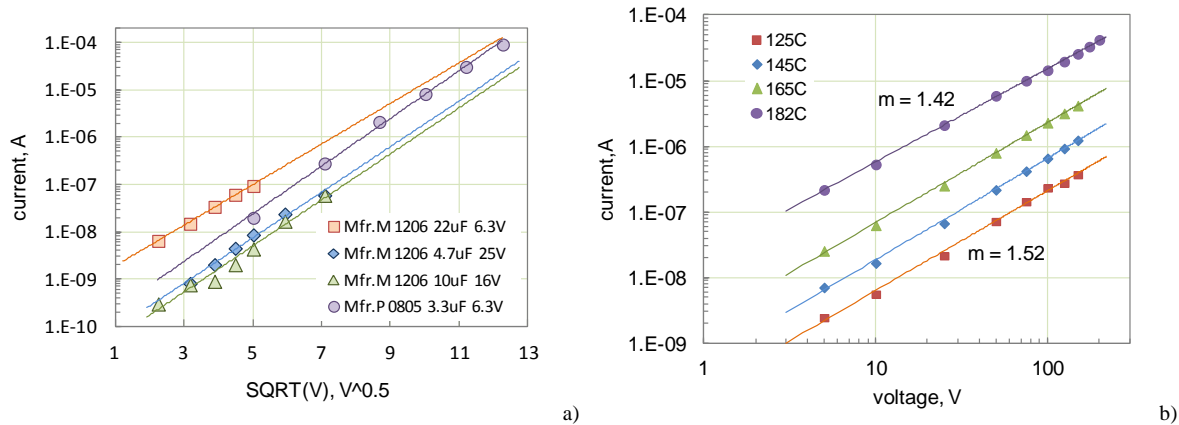 1.E-04
1.E-05
1.E-06
1.E-07
1.E-08
1.E-09
1.E-10
current, A
1 3 5 7 9 11 13
SQRT(V), V^0.5
Mfr.M 1206 22uF 6.3V
Mfr.M 1206 4.7uF 25V
Mfr.M 1206 10uF 16V
Mfr.P 0805 3.3uF 6.3V
a)
1.E-04
1.E-05
1.E-06
1.E-07
1.E-08
1.E-09
current,A
125C
145C
165C
182C
m = 1.42
m = 1.52
1 10 100
voltage, V
b)